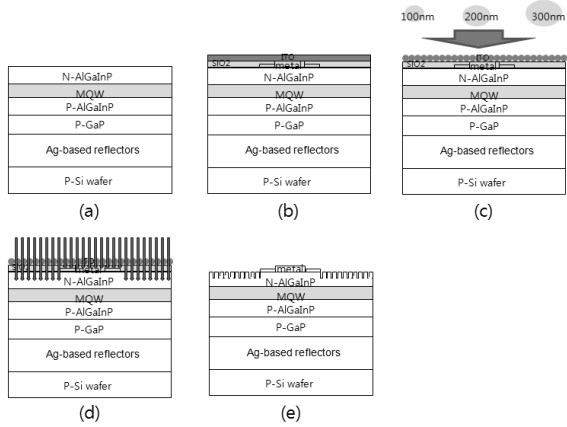 100nm 200nm 300nm
N-AlGaInP
MQW
P-AlGaInP
P-GaP
Ag-based reflectors
P-Si wafer
(a)
ITO
SIO2
metal
N-AlGaInP
MQW
P-AlGaInP
P-GaP
Ag-based reflectors
P-Si wafer
(b)
ITO
SIO2
metal
N-AlGaInP
MQW
P-AlGaInP
P-GaP
Ag-based reflectors
P-Si wafer
(c)
ITO
SIO2
N-AlGaInP
MQW
P-AlGaInP
P-GaP
Ag-based reflectors
P-Si wafer
(d)
metal
N-AlGaInP
MQW
P-AlGaInP
P-GaP
Ag-based reflectors
P-Si wafer
(e)